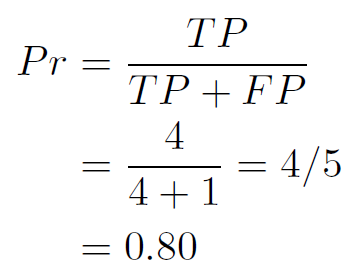 Pr = TP / TP + FP
= 4 / 4 + 1 = 4/5
= 0.80